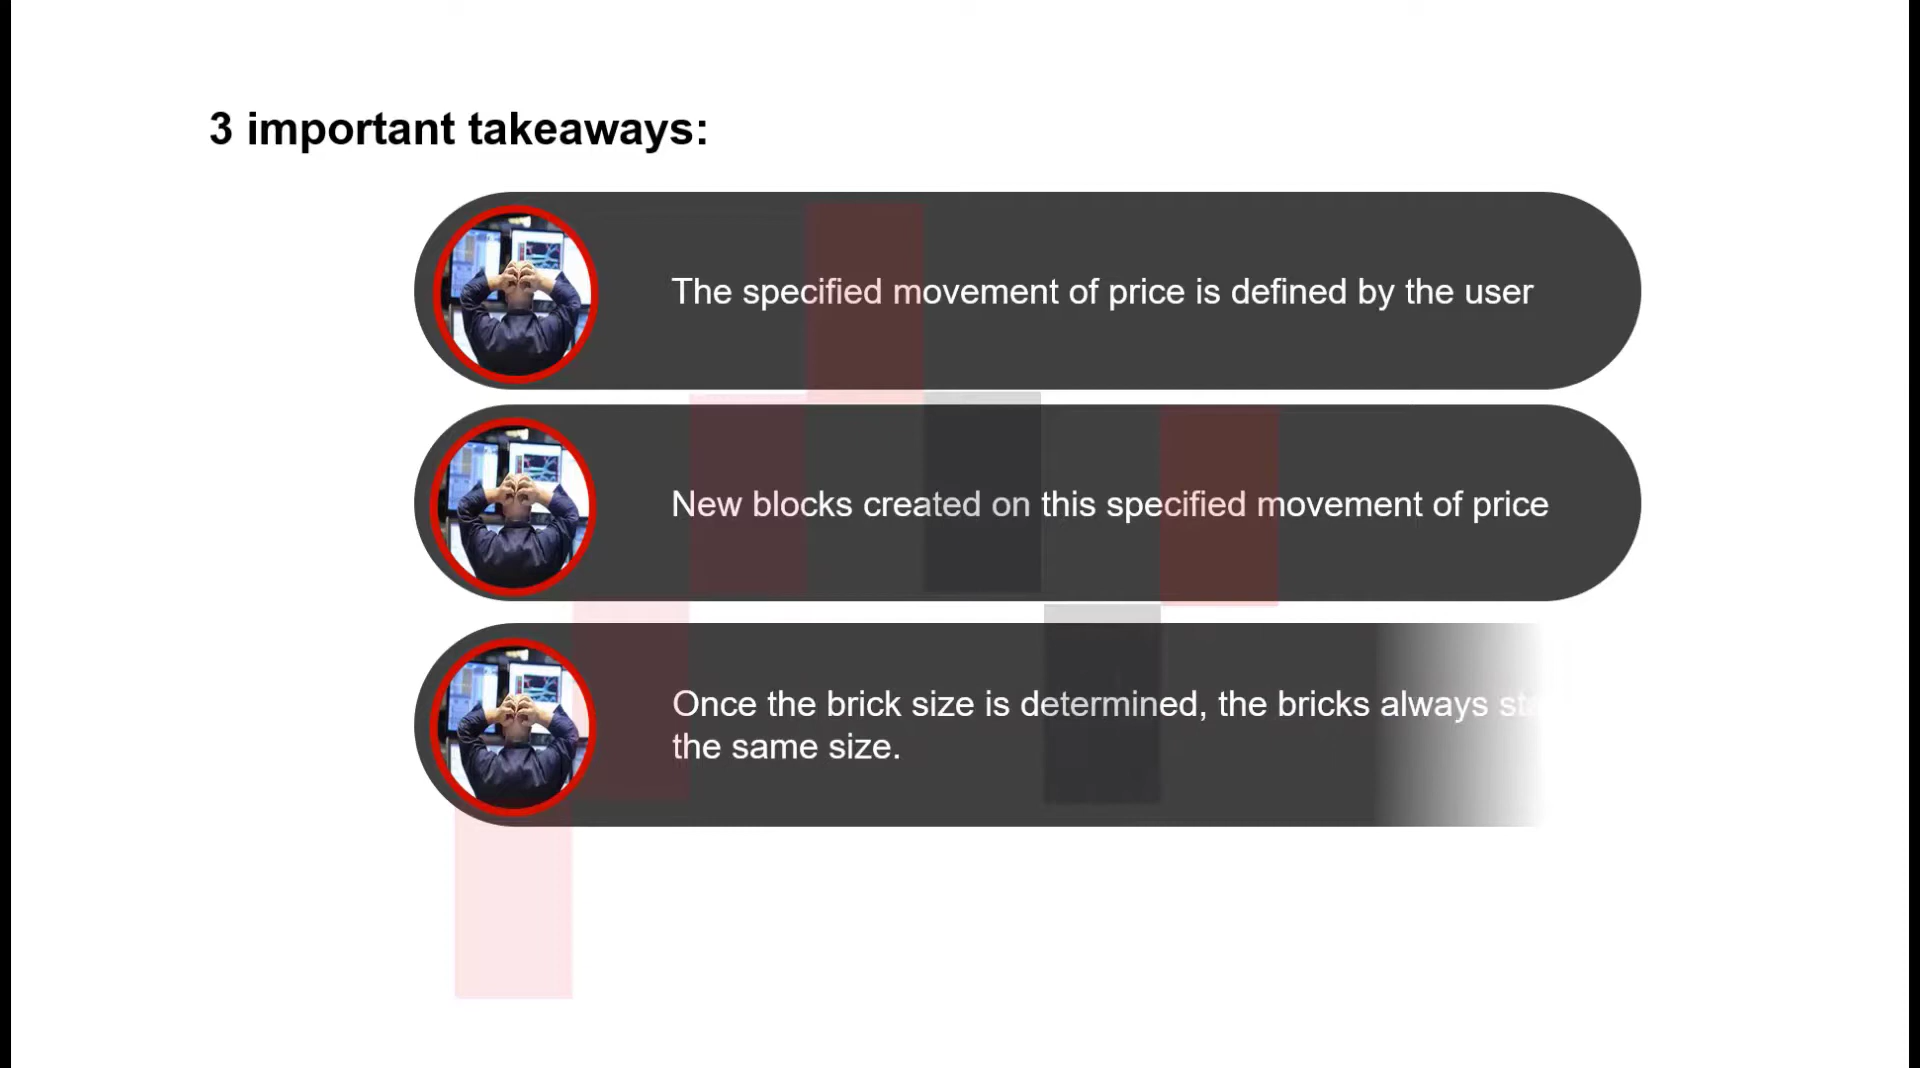 3 important takeaways:
The specified movement of price is defined by the user
New blocks created on this specified movement of price
Once the brick size is determined, the bricks always
the same size.